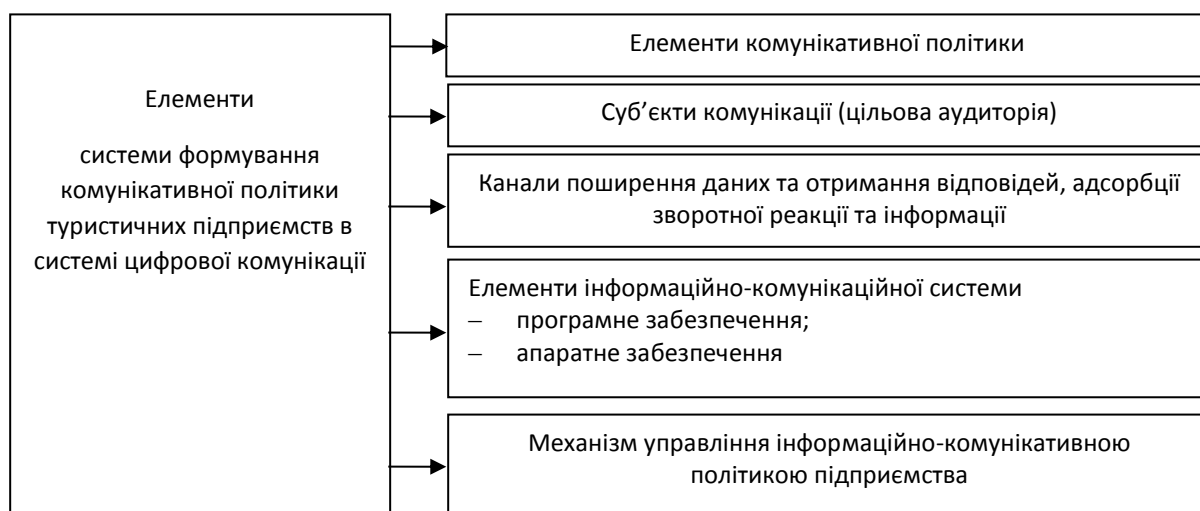 Елементи
системи формування
комунікативної політики
туристичних підприємств в
системі цифрової комунікації
Елементи комунікативної політики
Суб’єкти комунікації (цільова аудиторія)
Канали поширення даних та отримання відповідей, адсорбції
зворотної реакції та інформації
Елементи інформаційно-комунікаційної системи
– програмне забезпечення;
– апаратне забезпечення
Механізм управління інформаційно-комунікативною
політикою підприємства